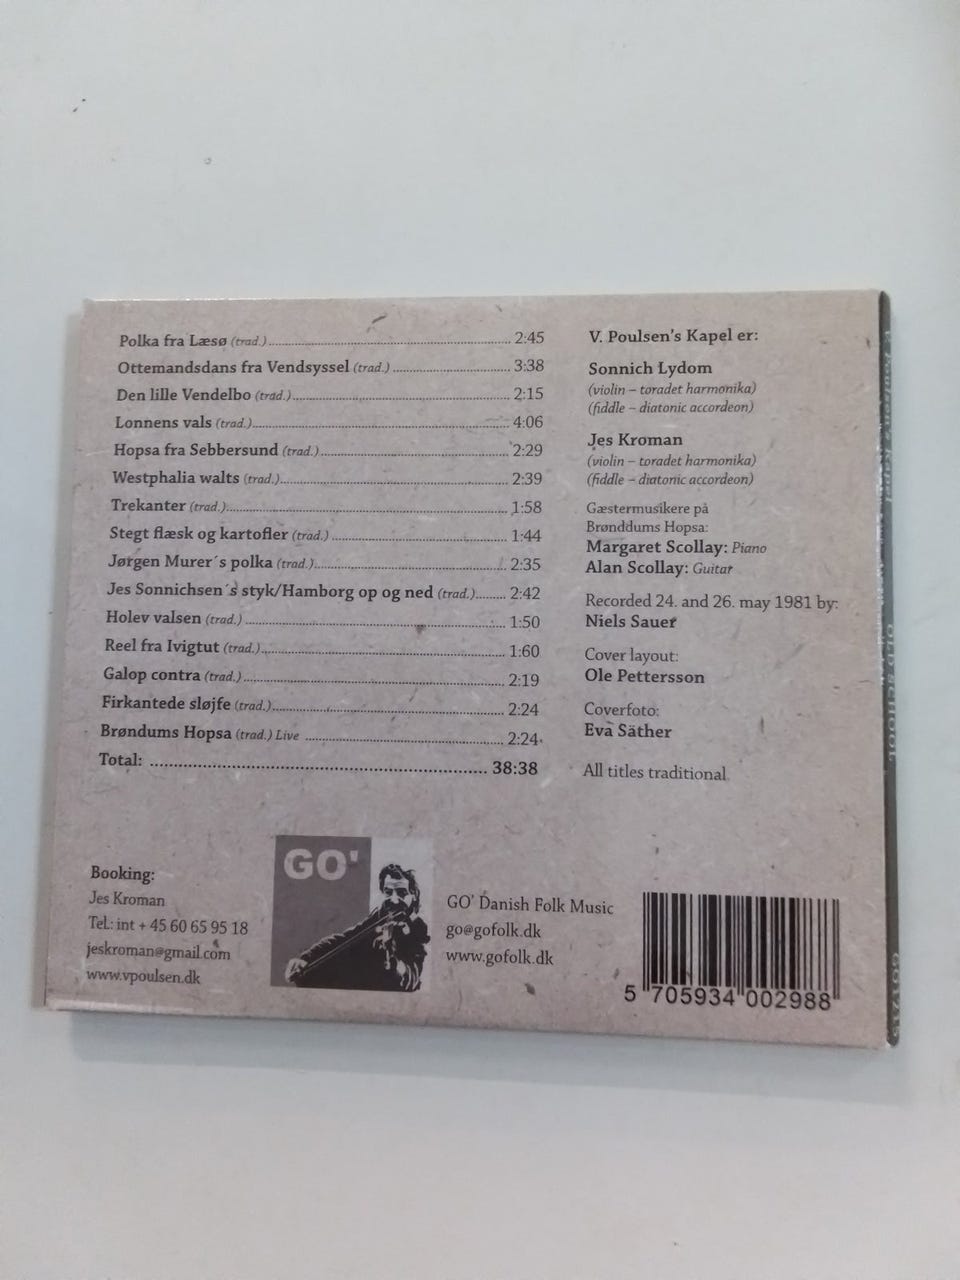 Polka fra Læsø (trad.) 2:45
Ottemandsdans fra Vendsyssel (trad.) 3:38
Den lille Vendelbo (trad.) 2:15
Lonnens vals (trad.) 4:06
Hopsa fra Sebbersund (trad.) 2:29
Westphalia walts (trad.) 2:39
Trekanter (trad.) 1:58
Stegt flæsk og kartofler (trad.) 1:44
Jørgen Murer´s polka (trad.) 2:35
Jes Sonnichsen´s styk/Hamborg op og ned (trad.) 2:42
Holev valsen (trad.) 1:50
Reel fra Ivigtut (trad.) 1:60
Galop contra (trad.) 2:19
Firkantede sløjfe (trad.) 2:24
Brøndums Hopsa (trad.) Live 2:24
Total: 38:38
V. Poulsen's Kapel er:
Sonnich Lydom
(violin – toradet harmonika)
(fiddle – diatonic accordeon)
Jes Kroman
(violin – toradet harmonika)
(fiddle – diatonic accordeon)
Gæstermusikere på
Brønddums Hopsa:
Margaret Scollay: Piano
Alan Scollay: Guitar
Recorded 24. and 26. may 1981 by:
Niels Sauer
Cover layout:
Ole Pettersson
Coverfoto:
Eva Säther
All titles traditional
Booking:
Jes Kroman
Tel.: int + 45 60 65 95 18
jeskroman@gmail.com
www.vpoulsen.dk
GO'
GO' Danish Folk Music
go@gofolk.dk
www.gofolk.dk
5 705934 002988
V. Poulsen's Kapel
OLD SCHOOL